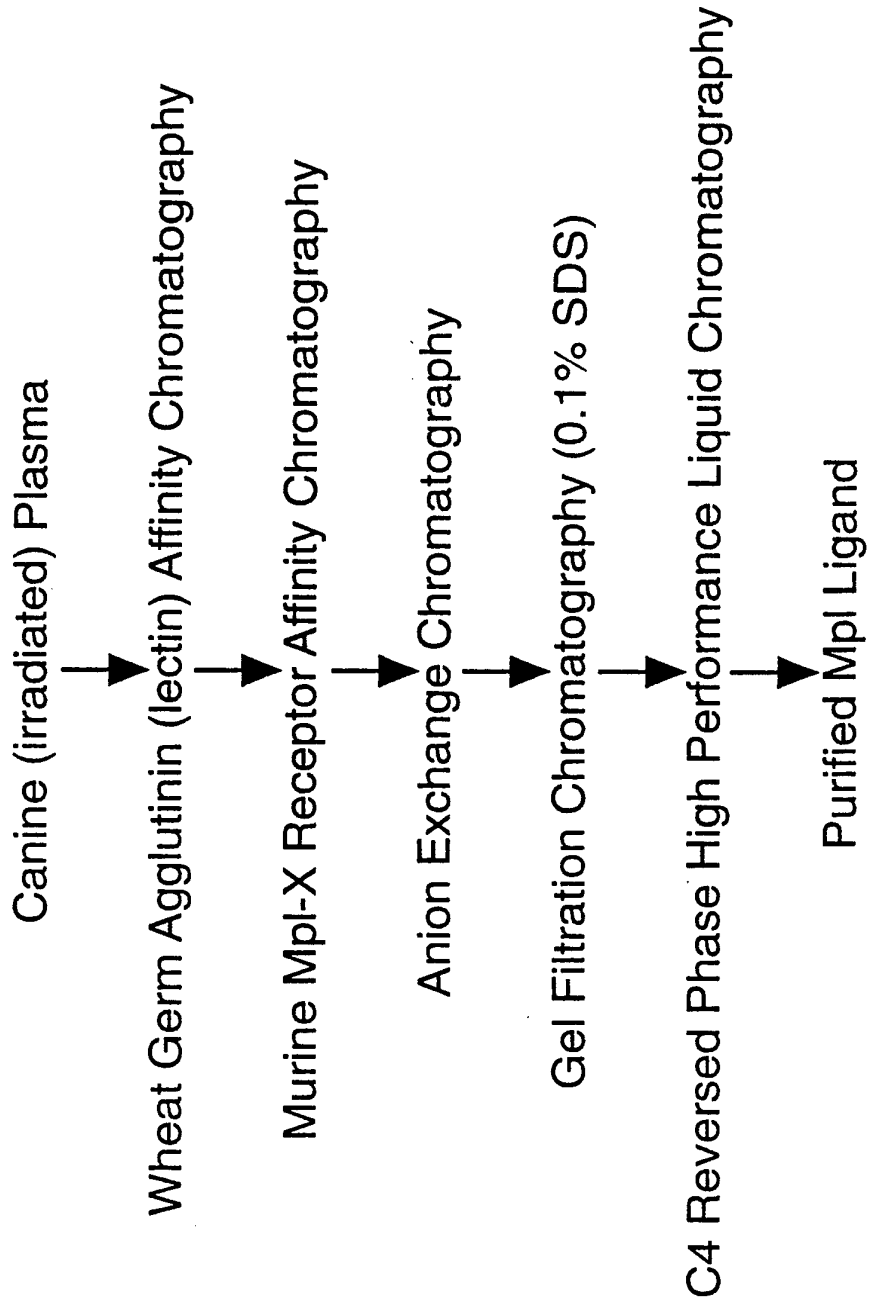 Canine (irradiated) Plasma
Wheat Germ Agglutinin (lectin) Affinity Chromatography
Murine Mpl-X Receptor Affinity Chromatography
Anion Exchange Chromatography
Gel Filtration Chromatography (0.1% SDS)
C4 Reversed Phase High Performance Liquid Chromatography
Purified Mpl Ligand